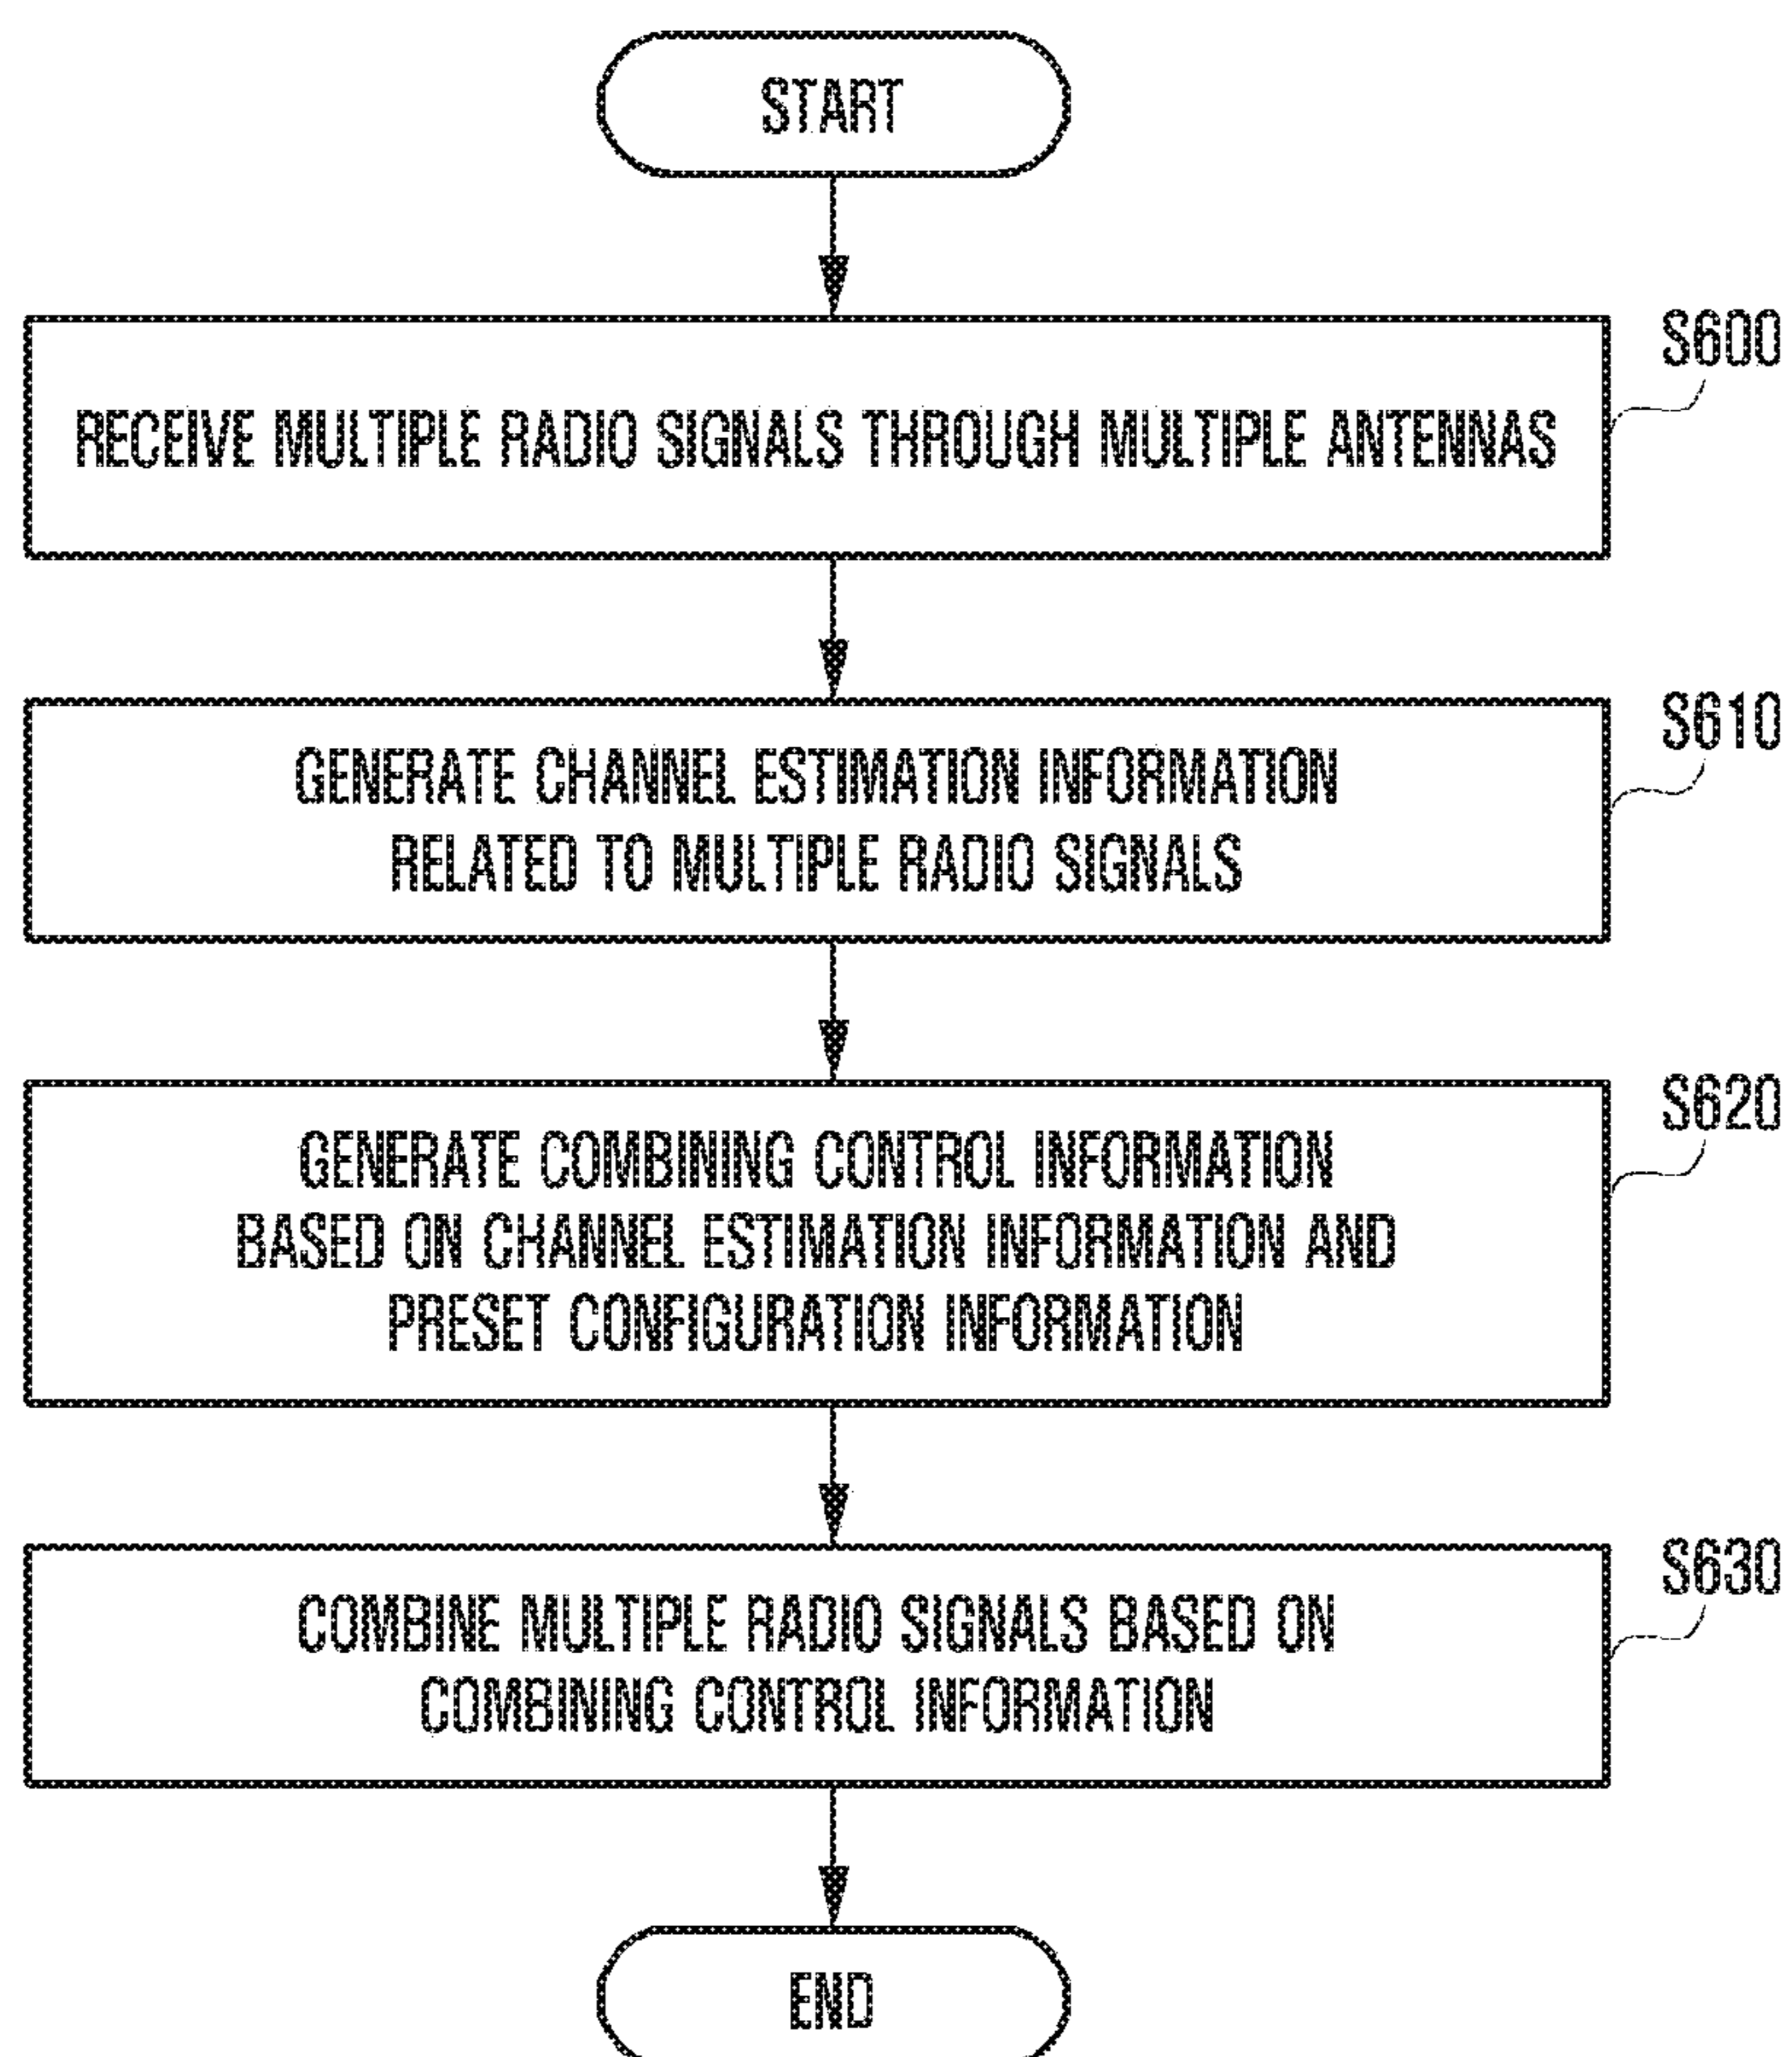 START
S600
RECEIVE MULTIPLE RADIO SIGNALS THROUGH MULTIPLE ANTENNAS
S610
GENERATE CHANNEL ESTIMATION INFORMATION
RELATED TO MULTIPLE RADIO SIGNALS
S620
GENERATE COMBINING CONTROL INFORMATION
BASED ON CHANNEL ESTIMATION INFORMATION AND
PRESET CONFIGURATION INFORMATION
S630
COMBINE MULTIPLE RADIO SIGNALS BASED ON
COMBINING CONTROL INFORMATION
END